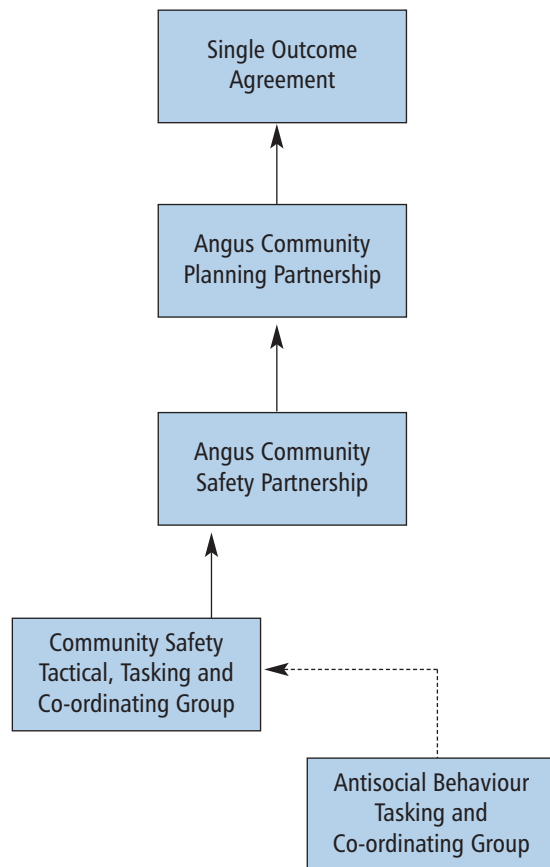 Single Outcome
Agreement
Angus Community
Planning Partnership
Angus Community
Safety Partnership
Community Safety
Tactical, Tasking and
Co-ordinating Group
Antisocial Behaviour
Tasking and
Co-ordinating Group